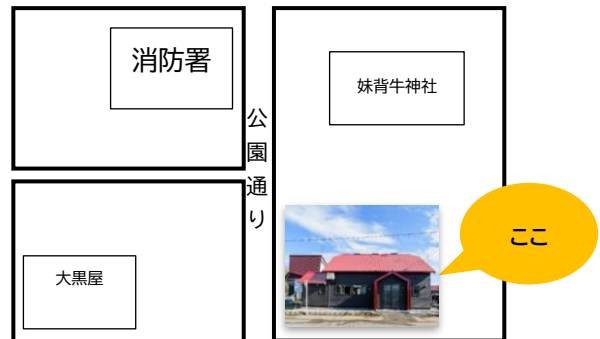 消防署
妹背牛神社
公園通り
ここ
大黒屋